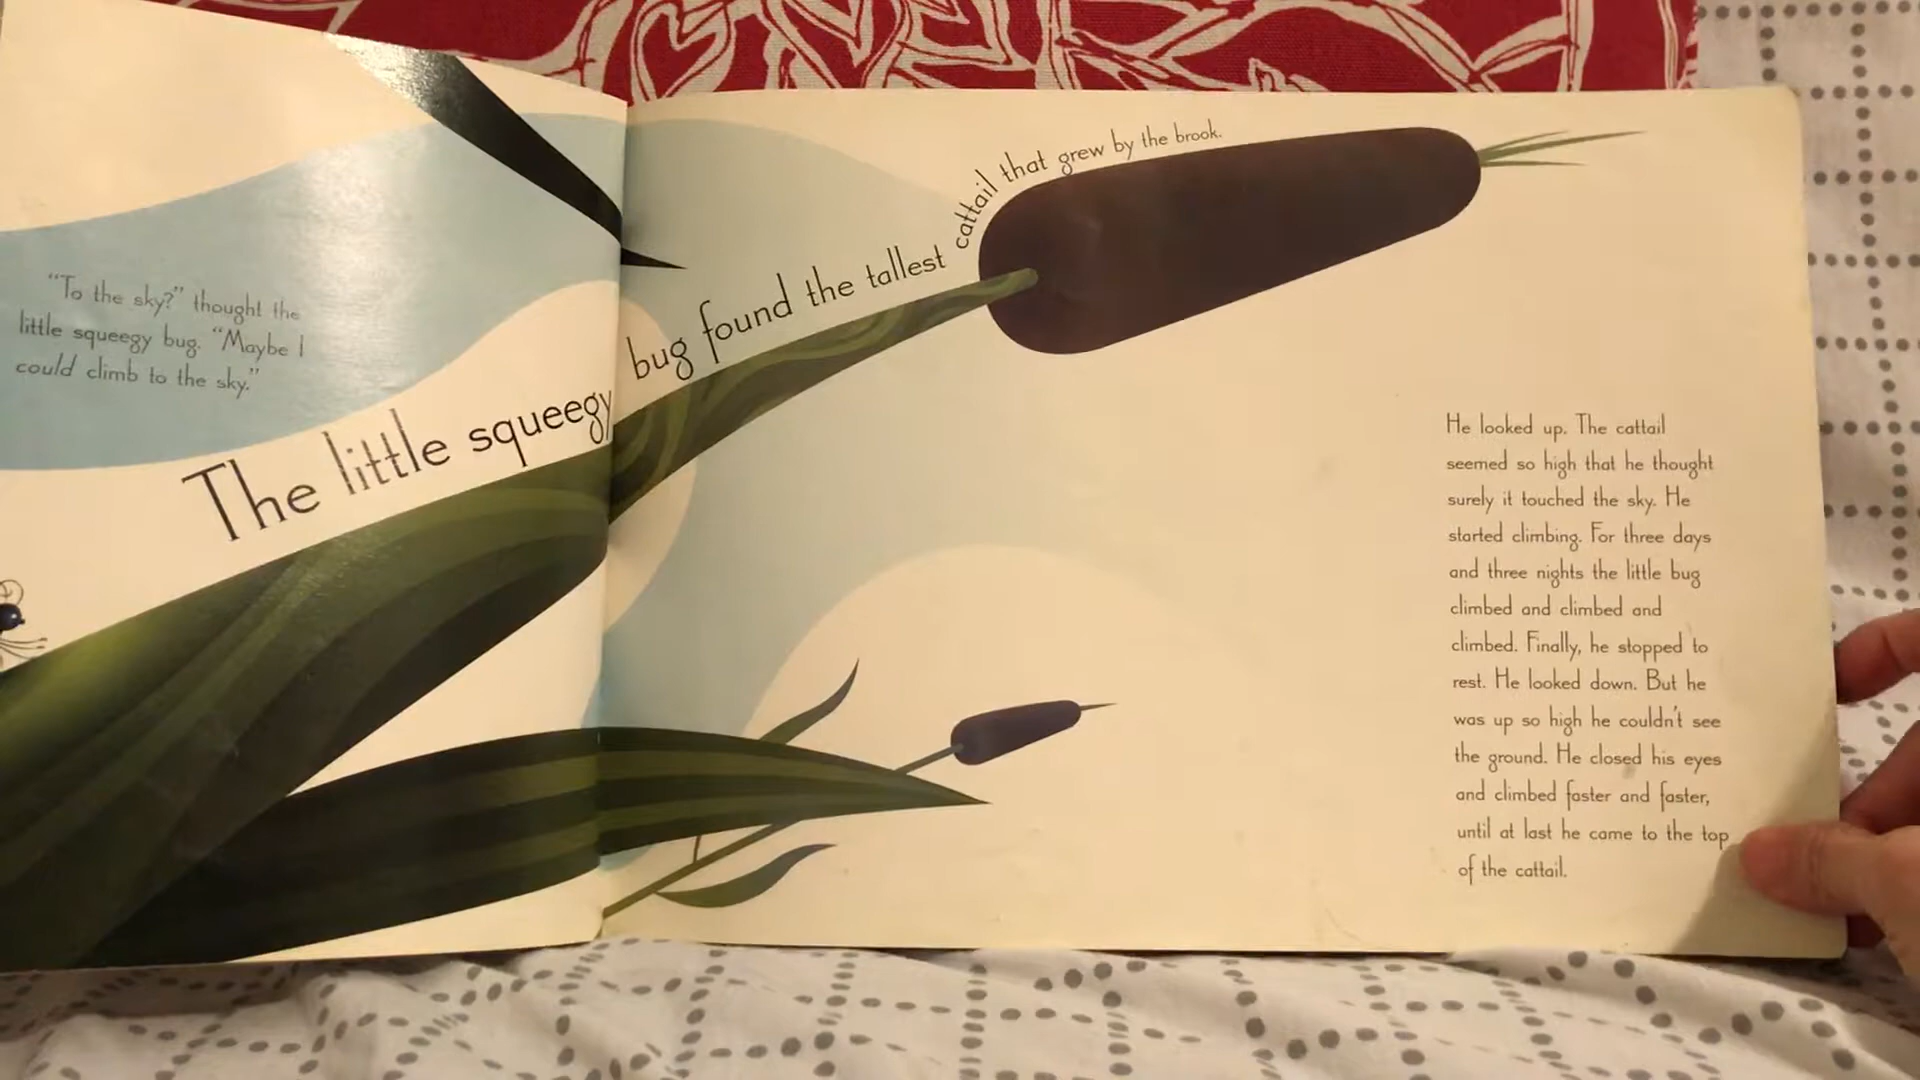 "To the sky?" thought the
little squeegy bug. "Maybe I
could climb to the sky."
The little squeegy bug found the tallest cattail that grew by the brook.
He looked up. The cattail
seemed so high that he thought
surely it touched the sky. He
started climbing. For three days
and three nights the little bug
climbed and climbed and
climbed. Finally, he stopped to
rest. He looked down. But he
was up so high he couldn't see
the ground. He closed his eyes
and climbed faster and faster,
until at last he came to the top
of the cattail.